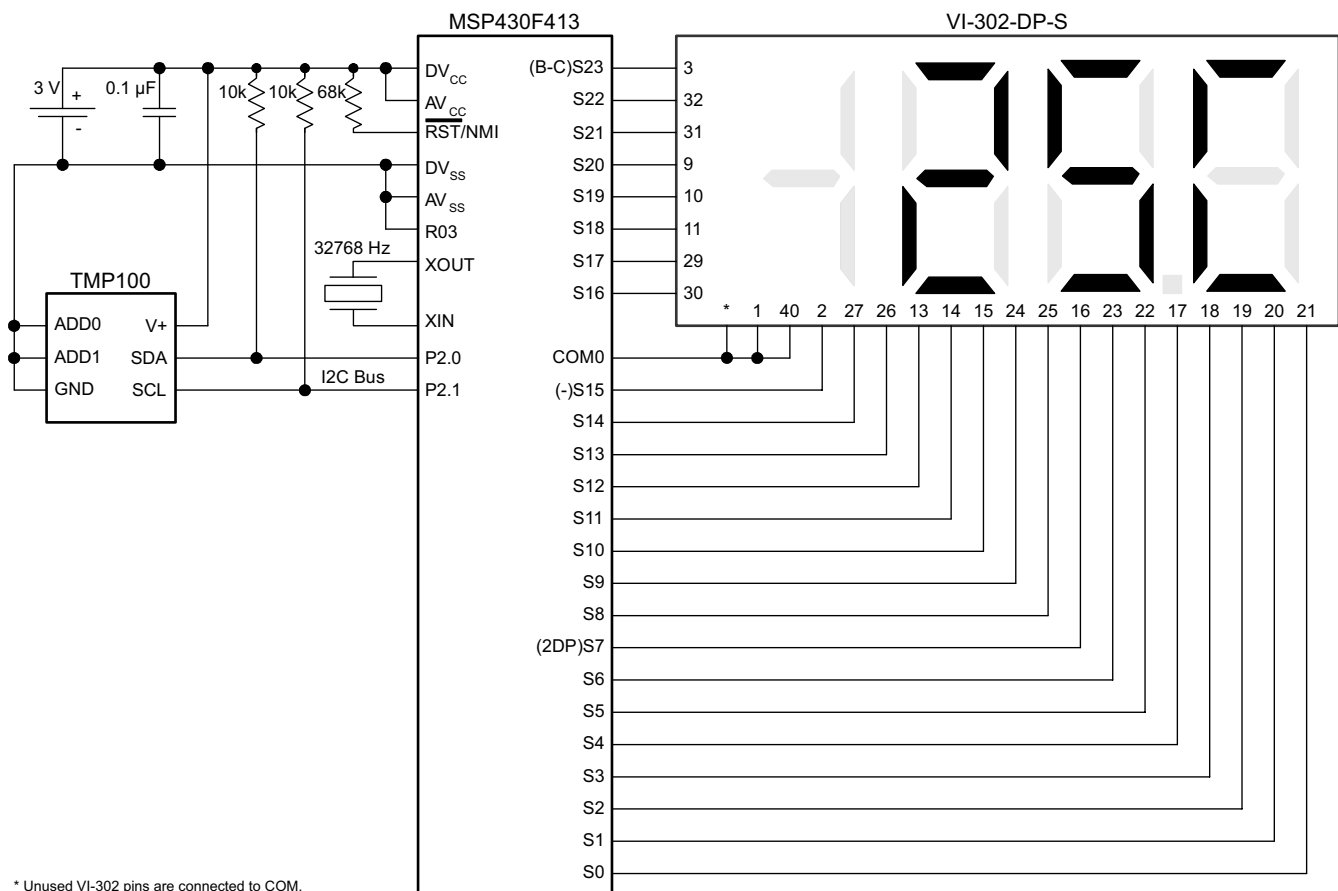 MSP430F413
VI-302-DP-S
3 V
+
-
0.1 µF
10k
10k
68k
DVCC
AVCC
RST/NMI
DVSS
AVSS
R03
32768 Hz
XOUT
XIN
TMP100
ADD0
V+
ADD1
SDA
GND
SCL
I2C Bus
P2.0
P2.1
(B-C)S23
3
S22
32
S21
31
S20
9
S19
10
S18
11
S17
29
S16
30
25C
* 1 40 2 27 26 13 14 15 24 25 16 23 22 17 18 19 20 21
COM0
(-)S15
S14
S13
S12
S11
S10
S9
S8
(2DP)S7
S6
S5
S4
S3
S2
S1
S0
* Unused VI-302 pins are connected to COM.